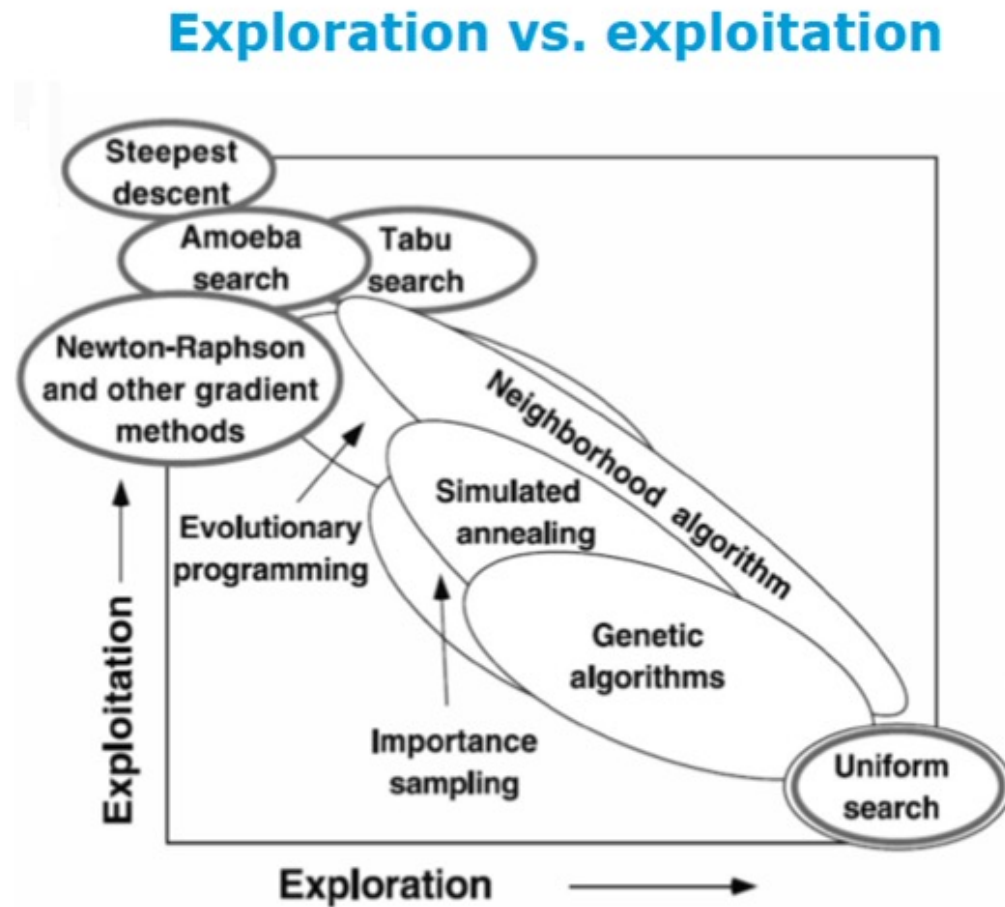 Exploration vs. exploitation
Steepest
descent
Amoeba
search
Tabu
search
Newton-Raphson
and other gradient
methods
Neighborhood algorithm
Simulated
annealing
Evolutionary
programming
Genetic
algorithms
Importance
sampling
Uniform
search
Exploitation
Exploration